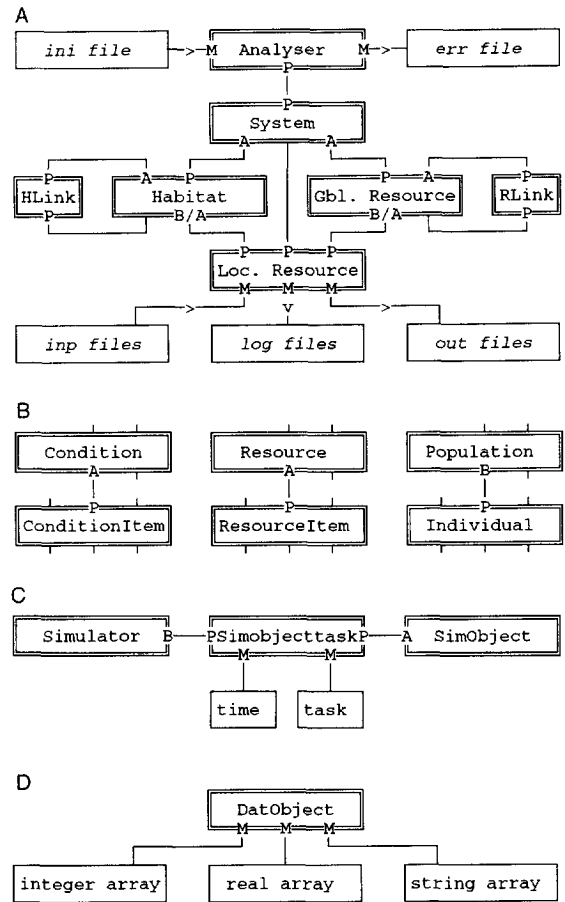 A
ini file > M Analyser M > err file
P
P
System
A A
P A P P A P
HLink Habitat Gbl. Resource RLink
P B/A B/A P
P P P
Loc. Resource
M M M
> v >
inp files log files out files
B
Condition Resource Population
A A B
P P P
ConditionItem ResourceItem Individual
C
Simulator B PSimobjecttaskP A SimObject
M M
time task
D
DatObject
M M M
integer array real array string array